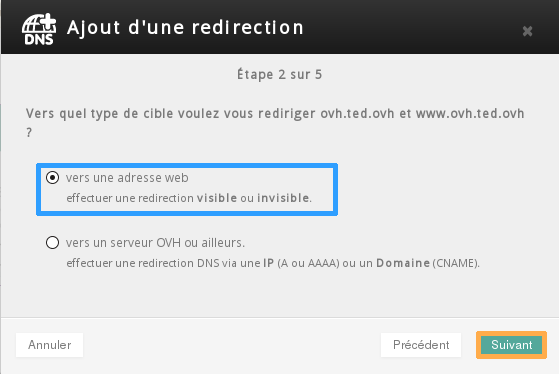 DNS
Ajout d'une redirection
Étape 2 sur 5
Vers quel type de cible voulez vous rediriger ovh.ted.ovh et www.ovh.ted.ovh
?
vers une adresse web
effectuer une redirection visible ou invisible.
vers un serveur OVH ou ailleurs.
effectuer une redirection DNS via une IP (A ou AAAA) ou un Domaine (CNAME).
Annuler
Précédent
Suivant